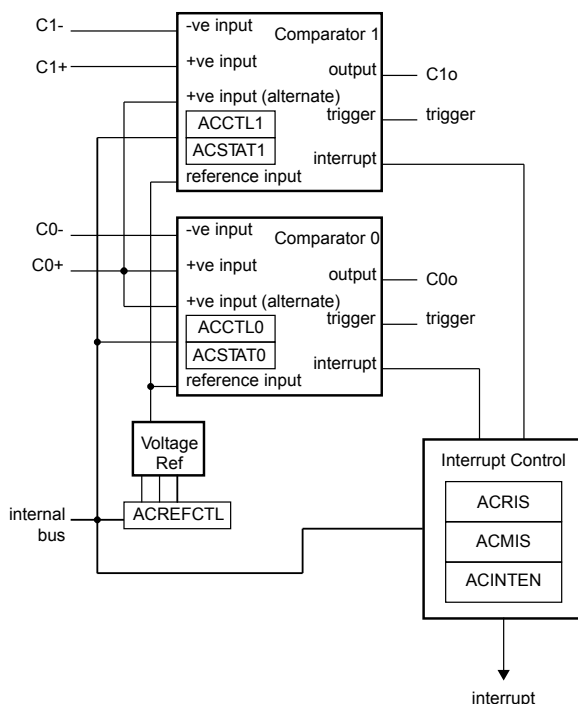 C1-
C1+
-ve input
Comparator 1
+ve input
output
C1o
+ve input (alternate)
trigger
trigger
ACCTL1
ACSTAT1
interrupt
reference input
C0-
C0+
-ve input
Comparator 0
+ve input
output
C0o
+ve input (alternate)
trigger
trigger
ACCTL0
ACSTAT0
interrupt
reference input
Voltage
Ref
internal
bus
ACREFCTL
Interrupt Control
ACRIS
ACMIS
ACINTEN
interrupt